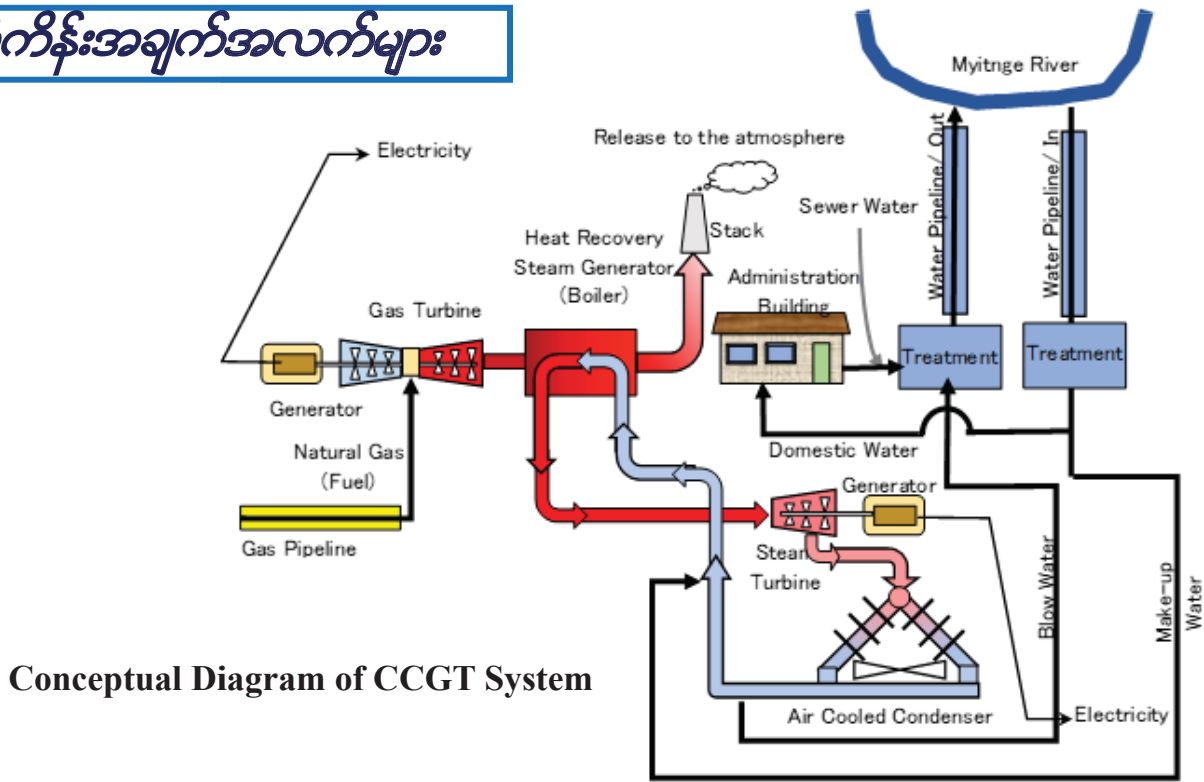 ကိန်းအချက်အလက်များ
Myitnge River
Electricity
Release to the atmosphere
Sewer Water
Water Pipeline/ Out
Water Pipeline/ In
Stack
Heat Recovery
Steam Generator
(Boiler)
Administration
Building
Gas Turbine
Treatment
Treatment
Generator
Natural Gas
(Fuel)
Domestic Water
Generator
Gas Pipeline
Steam
Turbine
Blow Water
Make-up
Water
Conceptual Diagram of CCGT System
Air Cooled Condenser
Electricity